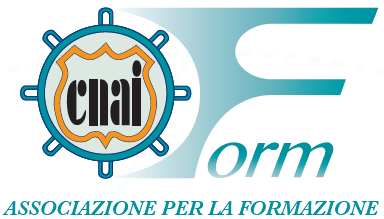 cnai Form
ASSOCIAZIONE PER LA FORMAZIONE